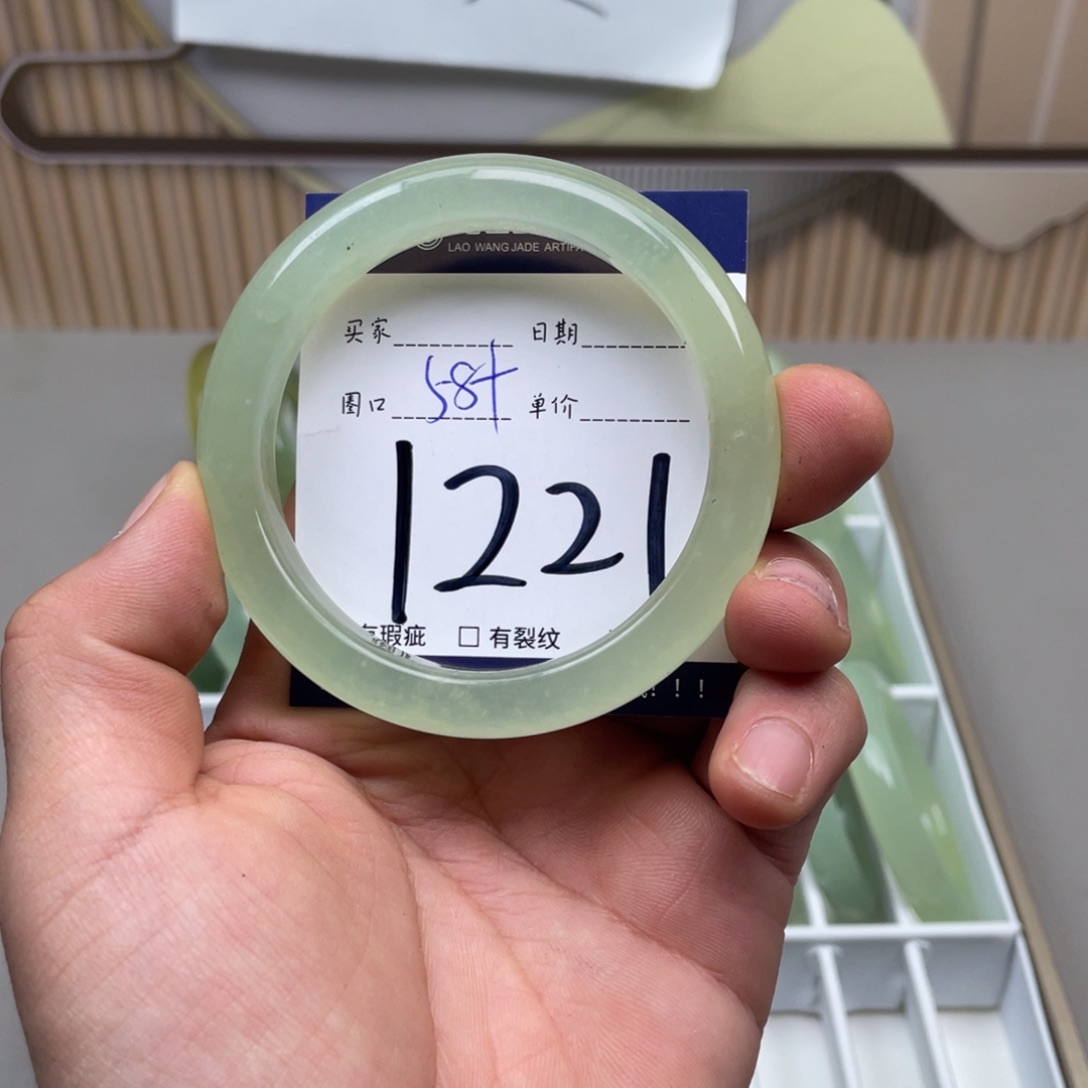 LAO WANG JADE ARTIFA
买家 日期
圈口 58+ 单价
1221
瑕疵 □ 有裂纹
! !